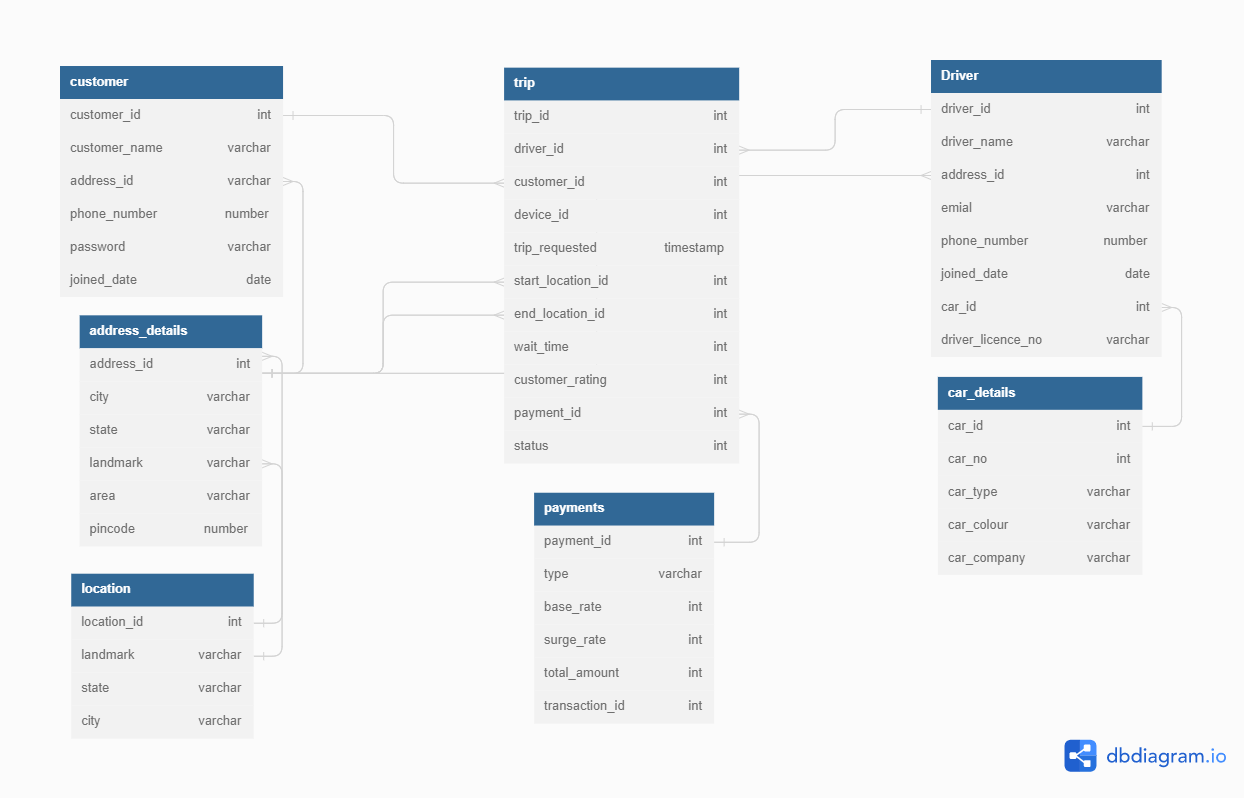 customer
customer_id int
customer_name varchar
address_id varchar
phone_number number
password varchar
joined_date date
address_details
address_id int
city varchar
state varchar
landmark varchar
area varchar
pincode number
location
location_id int
landmark varchar
state varchar
city varchar
trip
trip_id int
driver_id int
customer_id int
device_id int
trip_requested timestamp
start_location_id int
end_location_id int
wait_time int
customer_rating int
payment_id int
status int
payments
payment_id int
type varchar
base_rate int
surge_rate int
total_amount int
transaction_id int
Driver
driver_id int
driver_name varchar
address_id int
emial varchar
phone_number number
joined_date date
car_id int
driver_licence_no varchar
car_details
car_id int
car_no int
car_type varchar
car_colour varchar
car_company varchar
dbdiagram.io